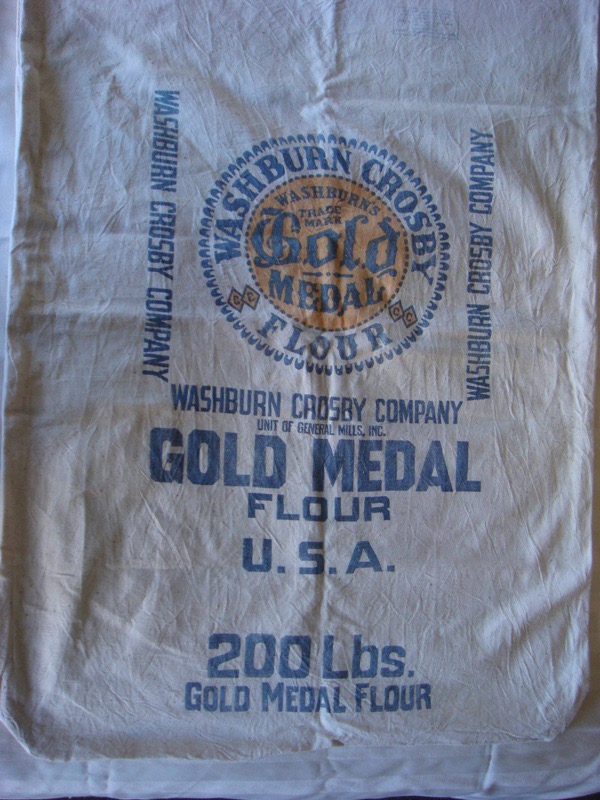 WASHBURN CROSBY COMPANY
WASHBURN CROSBY
WASHBURN'S
TRADE
MARK
Gold
MEDAL
FLOUR
WASHBURN CROSBY COMPANY
WASHBURN CROSBY COMPANY
UNIT OF GENERAL MILLS, INC.
GOLD MEDAL
FLOUR
U.S.A.
200 Lbs.
GOLD MEDAL FLOUR